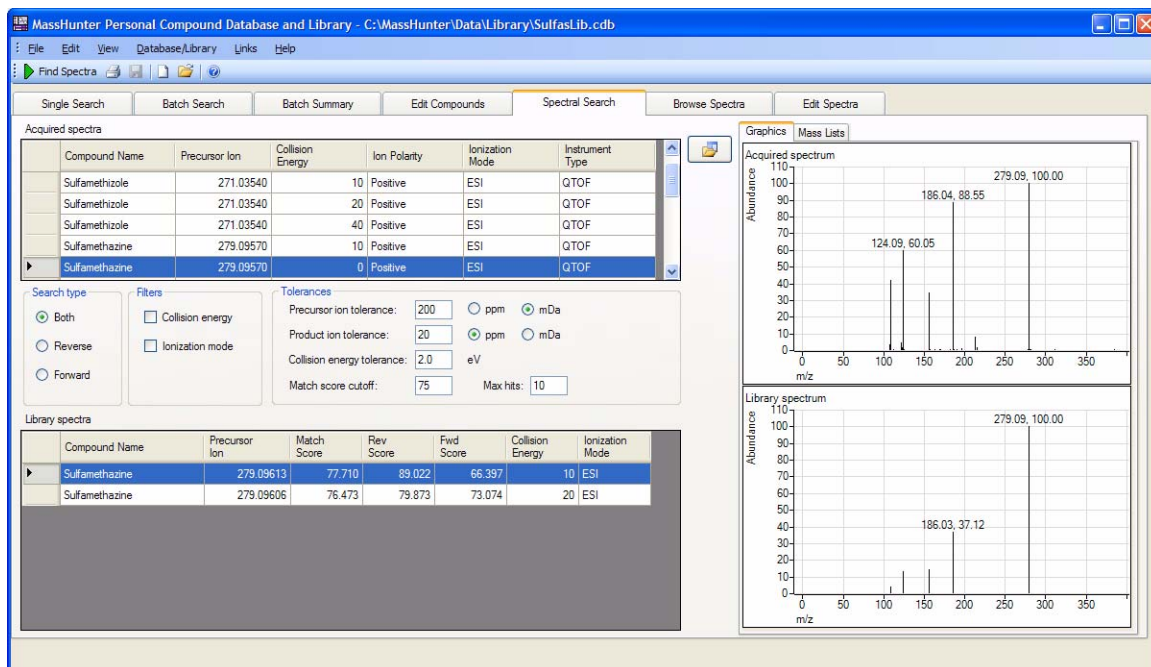 MassHunter Personal Compound Database and Library - C:\MassHunter\Data\Library\SulfasLib.cdb
File Edit View Database/Library Links Help
Find Spectra
Single Search Batch Search Batch Summary Edit Compounds Spectral Search Browse Spectra Edit Spectra
Acquired spectra
Compound Name Precursor Ion Collision Energy Ion Polarity Ionization Mode Instrument Type
Sulfamethizole 271.03540 10 Positive ESI QTOF
Sulfamethizole 271.03540 20 Positive ESI QTOF
Sulfamethizole 271.03540 40 Positive ESI QTOF
Sulfamethazine 279.09570 10 Positive ESI QTOF
Sulfamethazine 279.09570 0 Positive ESI QTOF
Search type
Both
Reverse
Forward
Filters
Collision energy
Ionization mode
Tolerances
Precursor ion tolerance: 200 ppm mDa
Product ion tolerance: 20 ppm mDa
Collision energy tolerance: 2.0 eV
Match score cutoff: 75 Max hits: 10
Library spectra
Compound Name Precursor Ion Match Score Rev Score Fwd Score Collision Energy Ionization Mode
Sulfamethazine 279.09613 77.710 89.022 66.397 10 ESI
Sulfamethazine 279.09606 76.473 79.873 73.074 20 ESI
Graphics Mass Lists
Acquired spectrum
Abundance
110
100
90
80
70
60
50
40
30
20
10
0
279.09, 100.00
186.04, 88.55
124.09, 60.05
0 50 100 150 200 250 300 350
m/z
Library spectrum
Abundance
110
100
90
80
70
60
50
40
30
20
10
0
279.09, 100.00
186.03, 37.12
0 50 100 150 200 250 300 350
m/z